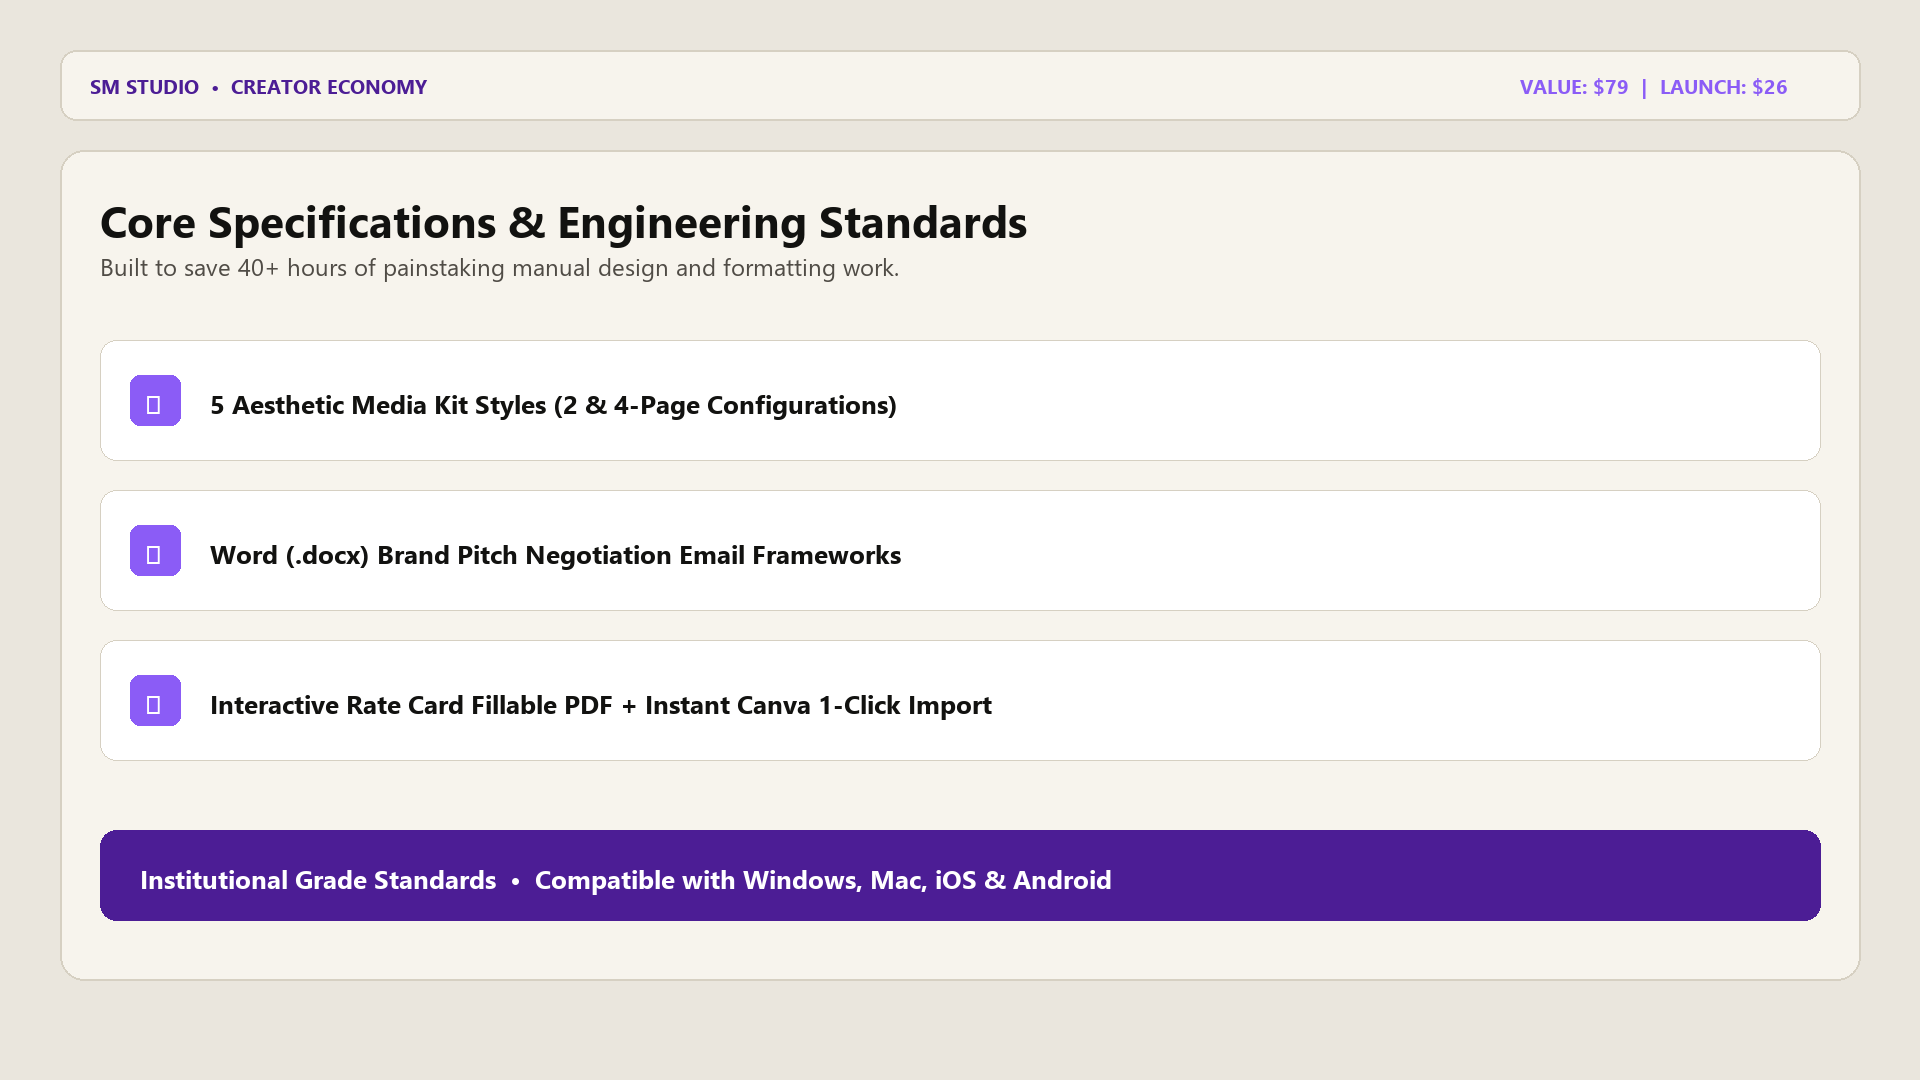 SM STUDIO • CREATOR ECONOMY
VALUE: $79 | LAUNCH: $26
Core Specifications & Engineering Standards
Built to save 40+ hours of painstaking manual design and formatting work.
5 Aesthetic Media Kit Styles (2 & 4-Page Configurations)
Word (.docx) Brand Pitch Negotiation Email Frameworks
Interactive Rate Card Fillable PDF + Instant Canva 1-Click Import
Institutional Grade Standards • Compatible with Windows, Mac, iOS & Android